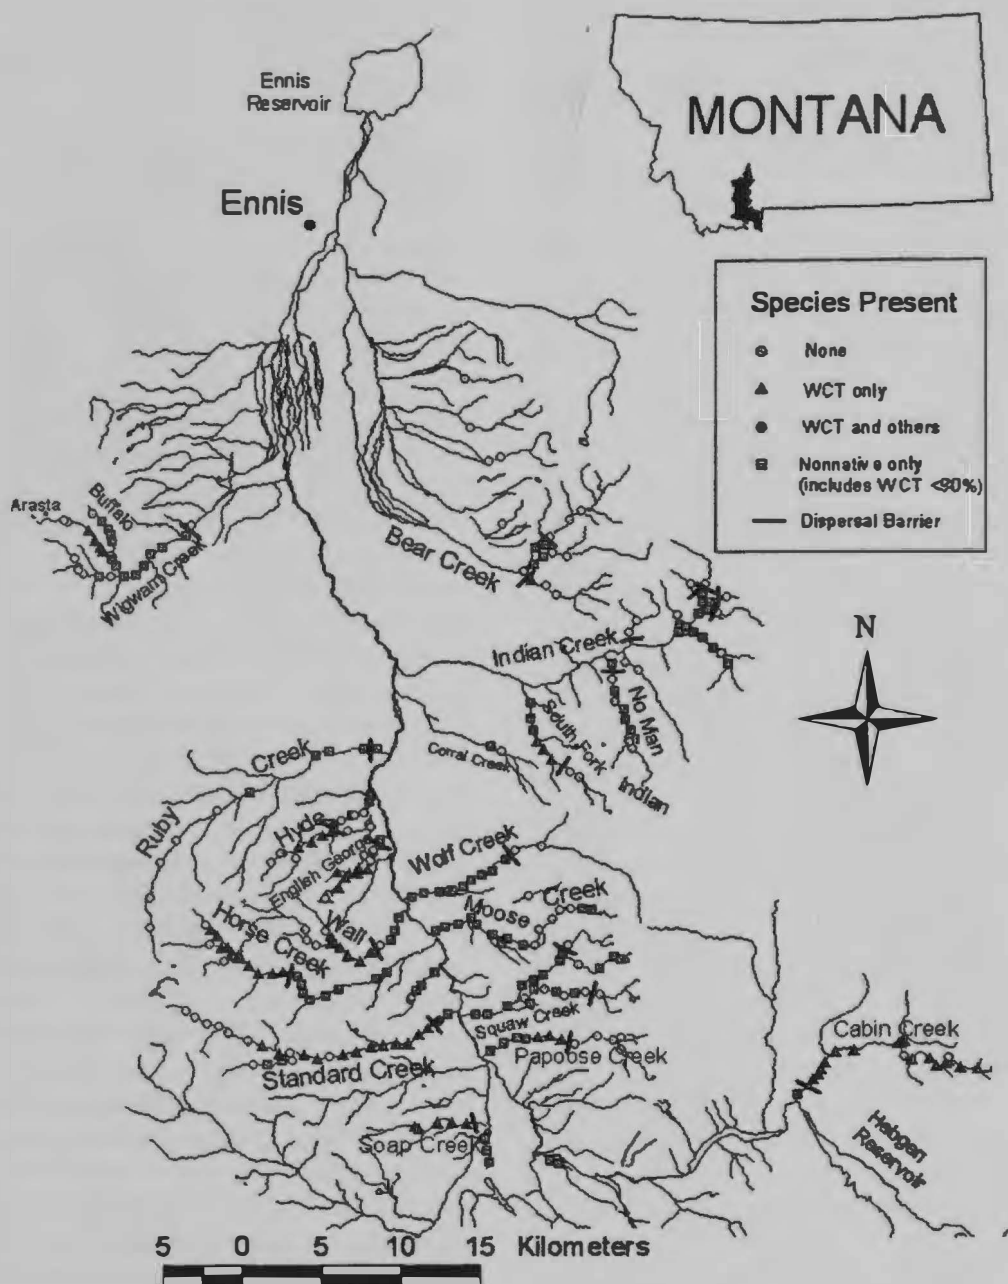 Ennis
Reservoir
MONTANA
Ennis
Species Present
None
WCT only
WCT and others
Nonnative only
(includes WCT <90%)
Dispersal Barrier
Arasta
Buffalo
Wigwam Creek
Bear Creek
N
Indian Creek
No Man
South Fork
Indian
Corral Creek
Creek
Ruby
Hyde
English George
Wolf Creek
Moose
Creek
Wall
Horse Creek
Squaw Creek
Papoose Creek
Cabin Creek
Standard Creek
Soap Creek
Habgen
Reservoir
5 0 5 10 15 Kilometers